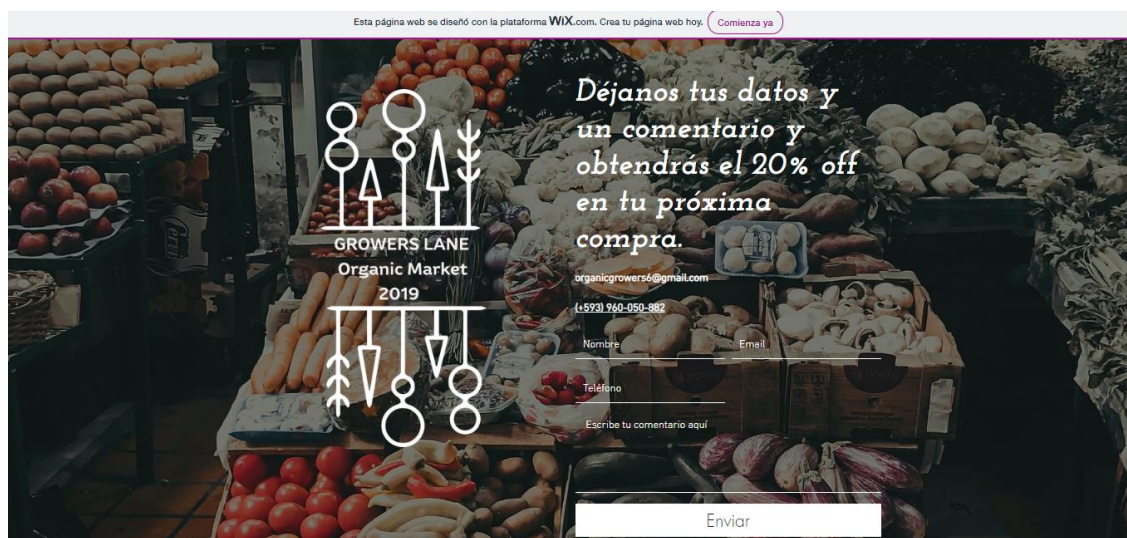 Esta página web se diseñó con la plataforma WiX.com. Crea tu página web hoy. Comienza ya
GROWERS LANE
Organic Market
2019
Déjanos tus datos y
un comentario y
obtendrás el 20% off
en tu próxima
compra.
organicgrowers6@gmail.com
(+593) 960-050-882
Nombre Email
Teléfono
Escribe tu comentario aquí
Enviar